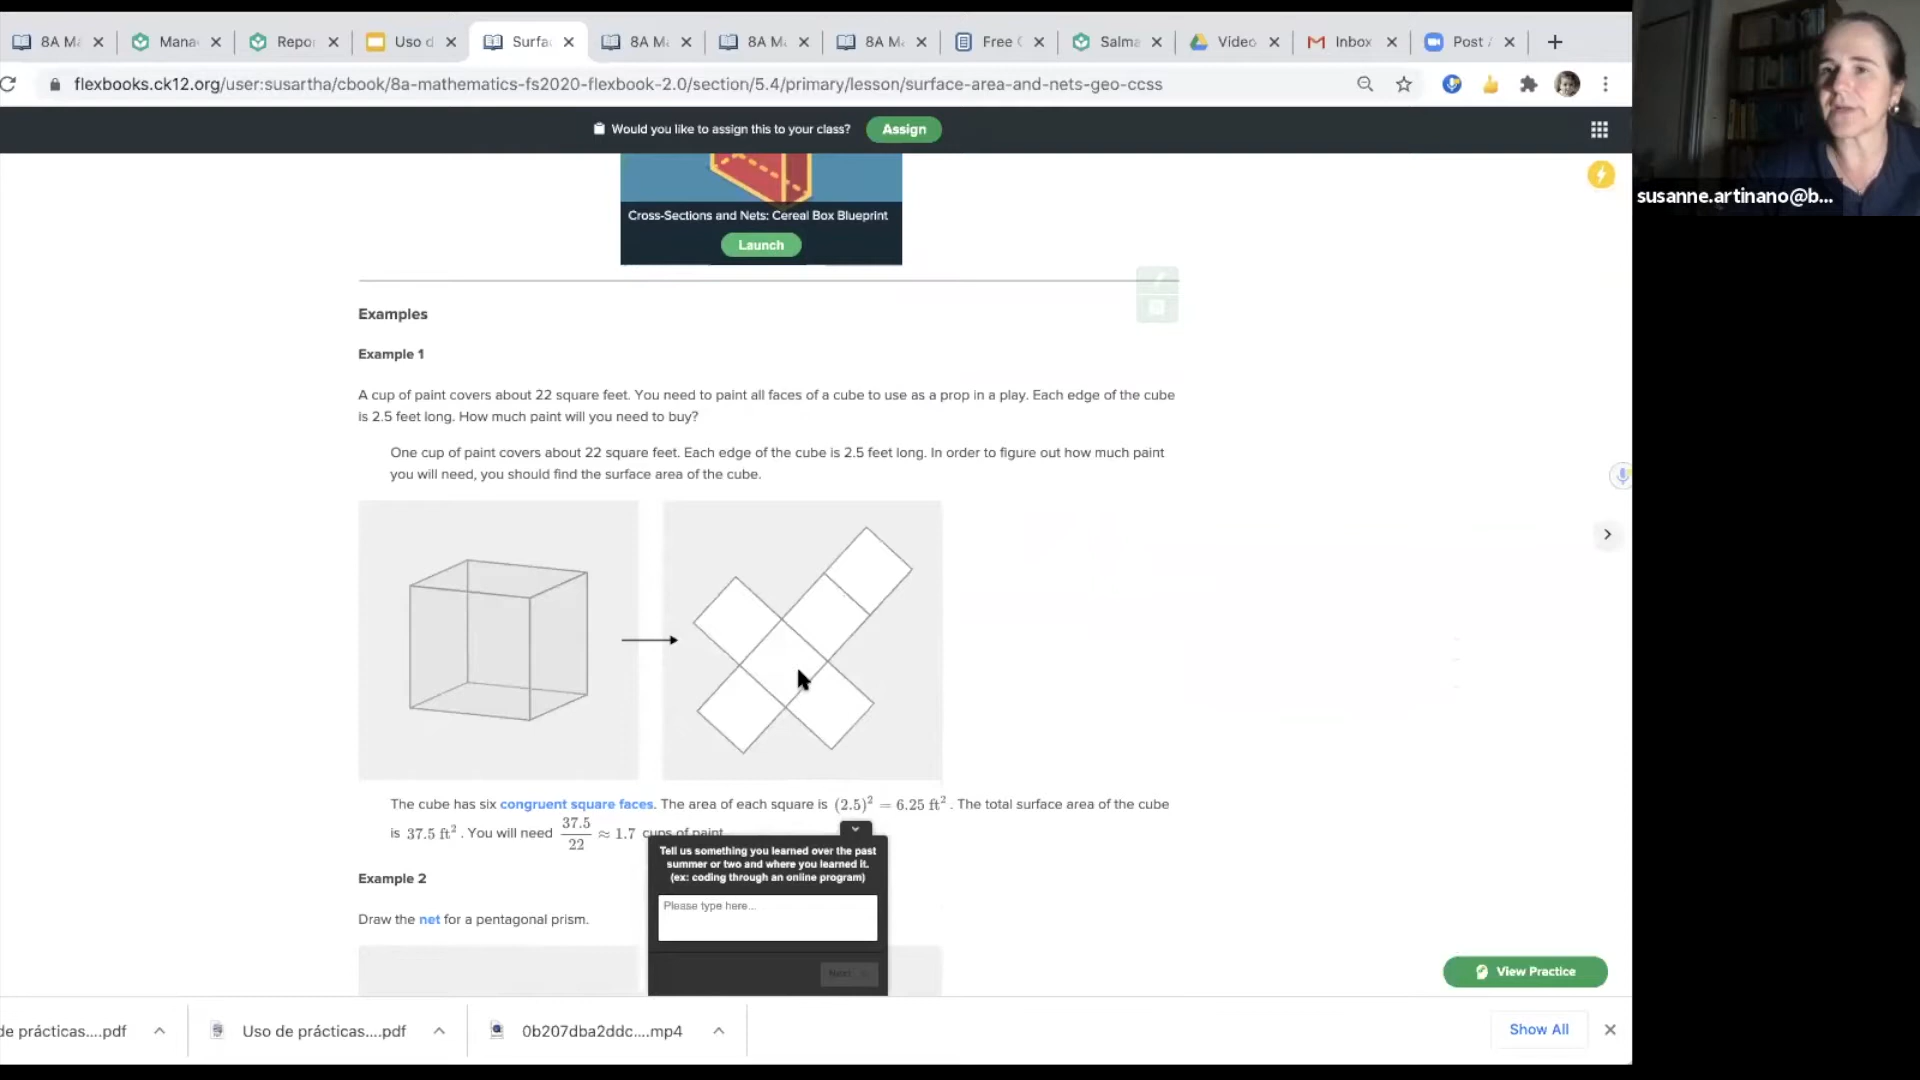 8A Ma
Mana
Repor
Uso d
Surfac
8A Ma
8A Ma
8A Ma
Free C
Salma
Video
Inbox
Post /
flexbooks.ck12.org/user:susartha/cbook/8a-mathematics-fs2020-flexbook-2.0/section/5.4/primary/lesson/surface-area-and-nets-geo-ccss
susanne.artinano@b...
Would you like to assign this to your class? Assign
Cross-Sections and Nets: Cereal Box Blueprint
Launch
Examples
Example 1
A cup of paint covers about 22 square feet. You need to paint all faces of a cube to use as a prop in a play. Each edge of the cube
is 2.5 feet long. How much paint will you need to buy?
One cup of paint covers about 22 square feet. Each edge of the cube is 2.5 feet long. In order to figure out how much paint
you will need, you should find the surface area of the cube.
The cube has six congruent square faces. The area of each square is (2.5)² = 6.25 ft². The total surface area of the cube
is 37.5 ft². You will need 37.5/22 ≈ 1.7 cups of paint
Tell us something you learned over the past
summer or two and where you learned it.
(ex: coding through an online program)
Please type here...
Next
Example 2
Draw the net for a pentagonal prism.
View Practice
de prácticas....pdf
Uso de prácticas....pdf
0b207dba2ddc....mp4
Show All